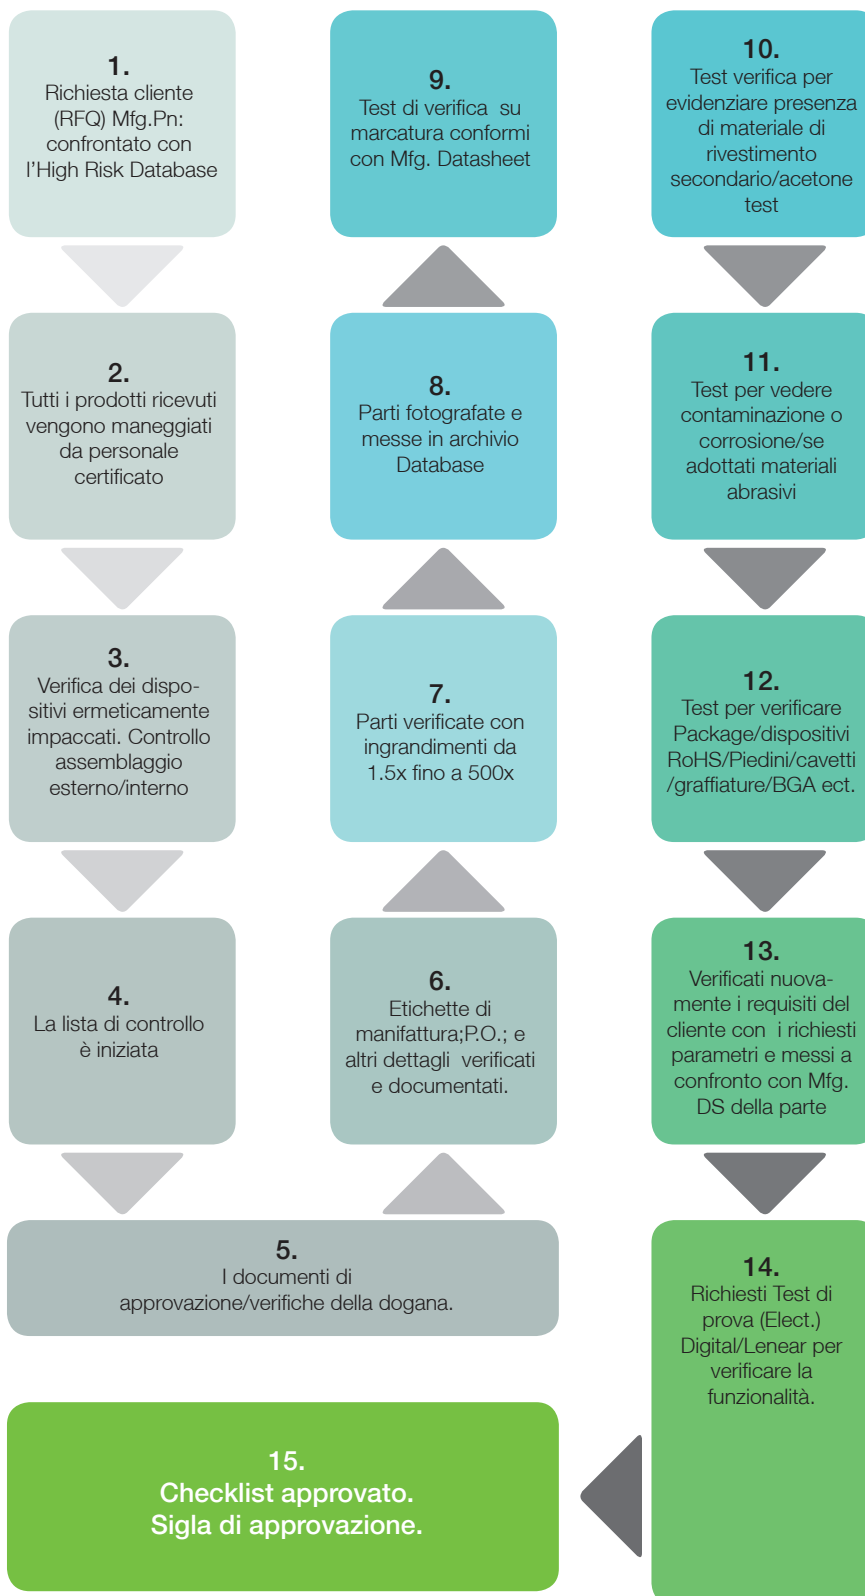 1.
Richiesta cliente
(RFQ) Mfg.Pn:
confrontato con
l'High Risk Database
2.
Tutti i prodotti ricevuti
vengono maneggiati
da personale
certificato
3.
Verifica dei dispo-
sitivi ermeticamente
impaccati. Controllo
assemblaggio
esterno/interno
4.
La lista di controllo
è iniziata
5.
I documenti di
approvazione/verifiche della dogana.
6.
Etichette di
manifattura;P.O.; e
altri dettagli verificati
e documentati.
7.
Parti verificate con
ingrandimenti da
1.5x fino a 500x
8.
Parti fotografate e
messe in archivio
Database
9.
Test di verifica su
marcatura conformi
con Mfg. Datasheet
10.
Test verifica per
evidenziare presenza
di materiale di
rivestimento
secondario/acetone
test
11.
Test per vedere
contaminazione o
corrosione/se
adottati materiali
abrasivi
12.
Test per verificare
Package/dispositivi
RoHS/Piedini/cavetti
/graffiature/BGA ect.
13.
Verificati nuova-
mente i requisiti del
cliente con i richiesti
parametri e messi a
confronto con Mfg.
DS della parte
14.
Richiesti Test di
prova (Elect.)
Digital/Lenear per
verificare la
funzionalità.
15.
Checklist approvato.
Sigla di approvazione.